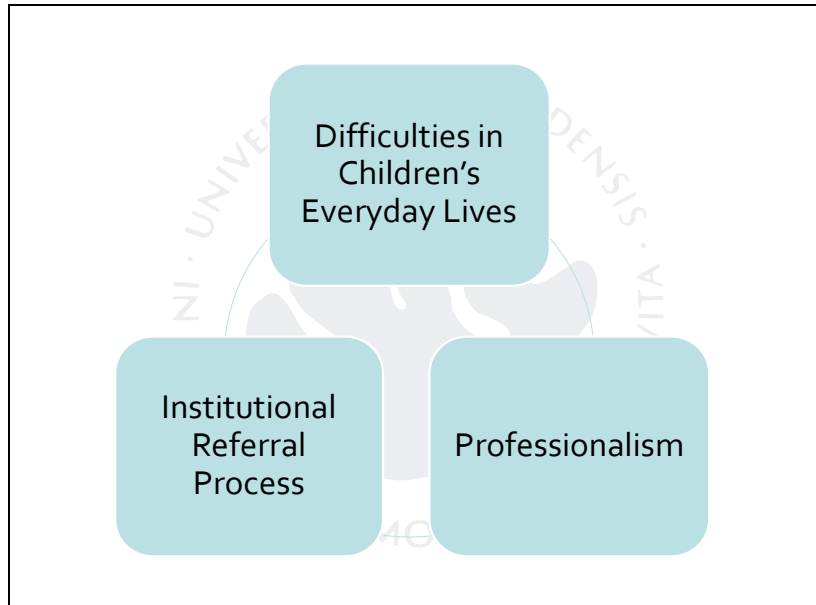 Difficulties in
Children's
Everyday Lives
Institutional
Referral
Process
Professionalism